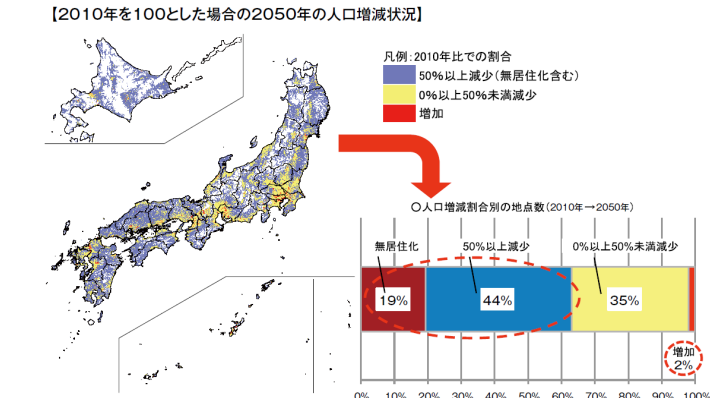 【2010年を100とした場合の2050年の人口増減状況】
凡例：2010年比での割合
50％以上減少（無居住化含む）
0％以上50％未満減少
増加
○人口増減割合別の地点数（2010年→2050年）
無居住化 50％以上減少 0％以上50％未満減少
19% 44% 35%
増加
2%
0% 10% 20% 30% 40% 50% 60% 70% 80% 90% 100%